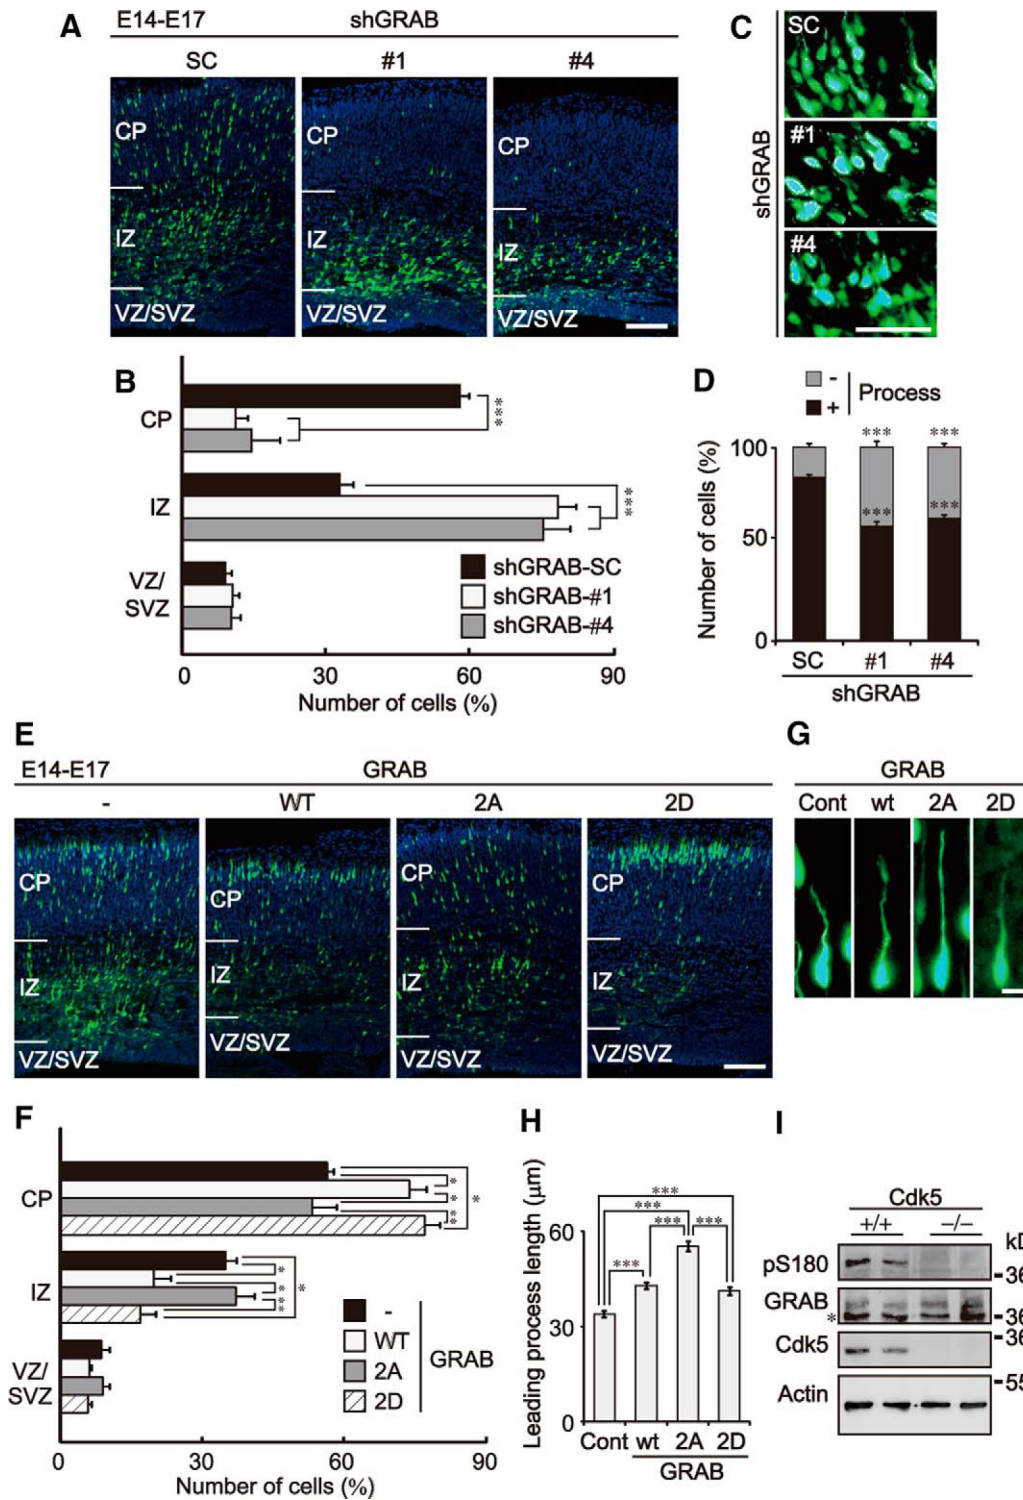 A
E14-E17
shGRAB
SC
#1
#4
CP
CP
CP
IZ
IZ
IZ
VZ/SVZ
VZ/SVZ
VZ/SVZ
C
SC
#1
#4
shGRAB
B
CP
***
IZ
***
VZ/
SVZ
shGRAB-SC
shGRAB-#1
shGRAB-#4
0
30
60
90
Number of cells (%)
D
-
+
Process
***
***
***
***
100
50
0
Number of cells (%)
SC
#1
#4
shGRAB
E
E14-E17
GRAB
-
WT
2A
2D
CP
CP
CP
CP
IZ
IZ
IZ
IZ
VZ/SVZ
VZ/SVZ
VZ/SVZ
VZ/SVZ
G
GRAB
Cont
wt
2A
2D
F
CP
*
*
**
*
IZ
*
*
**
*
VZ/
SVZ
-
WT
2A
2D
GRAB
0
30
60
90
Number of cells (%)
H
Leading process length (μm)
60
30
0
***
***
***
***
***
Cont
wt
2A
2D
GRAB
I
Cdk5
+/+
-/-
pS180
36
GRAB
*
36
Cdk5
55
Actin